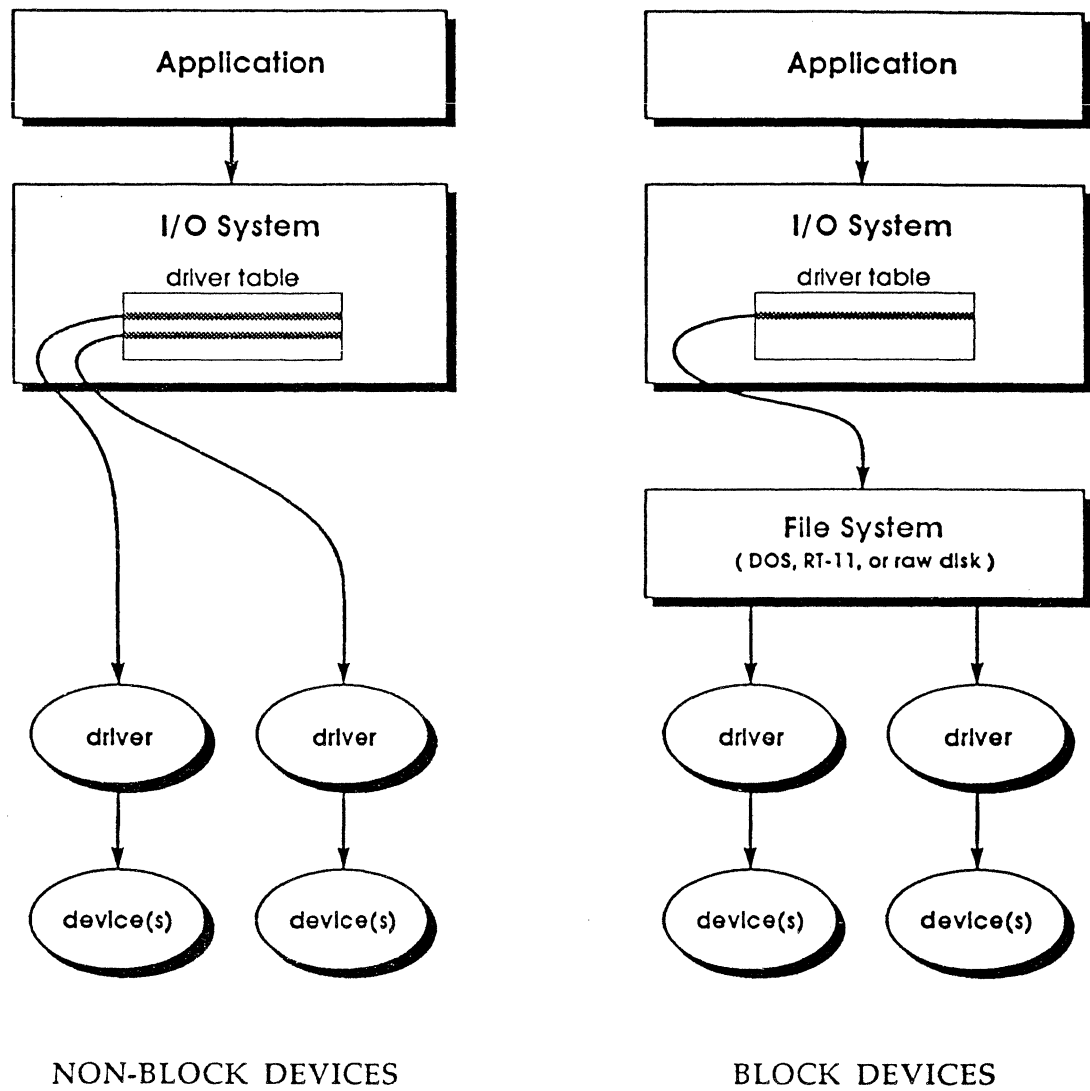 Application
I/O System
driver table
driver
driver
device(s)
device(s)
NON-BLOCK DEVICES
Application
I/O System
driver table
File System
( DOS, RT-11, or raw disk )
driver
driver
device(s)
device(s)
BLOCK DEVICES